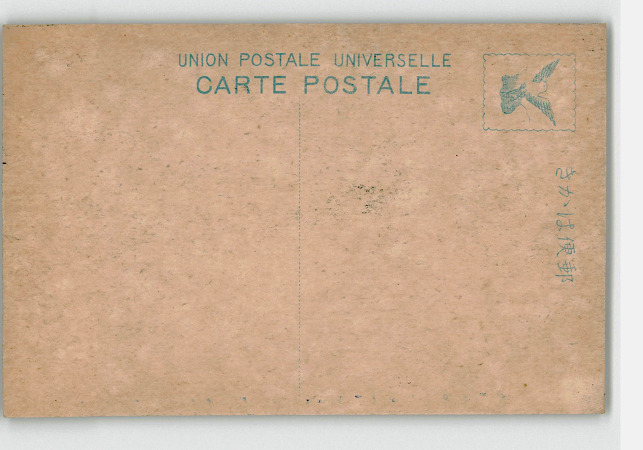 UNION POSTALE UNIVERSELLE
CARTE POSTALE
郵便はかき